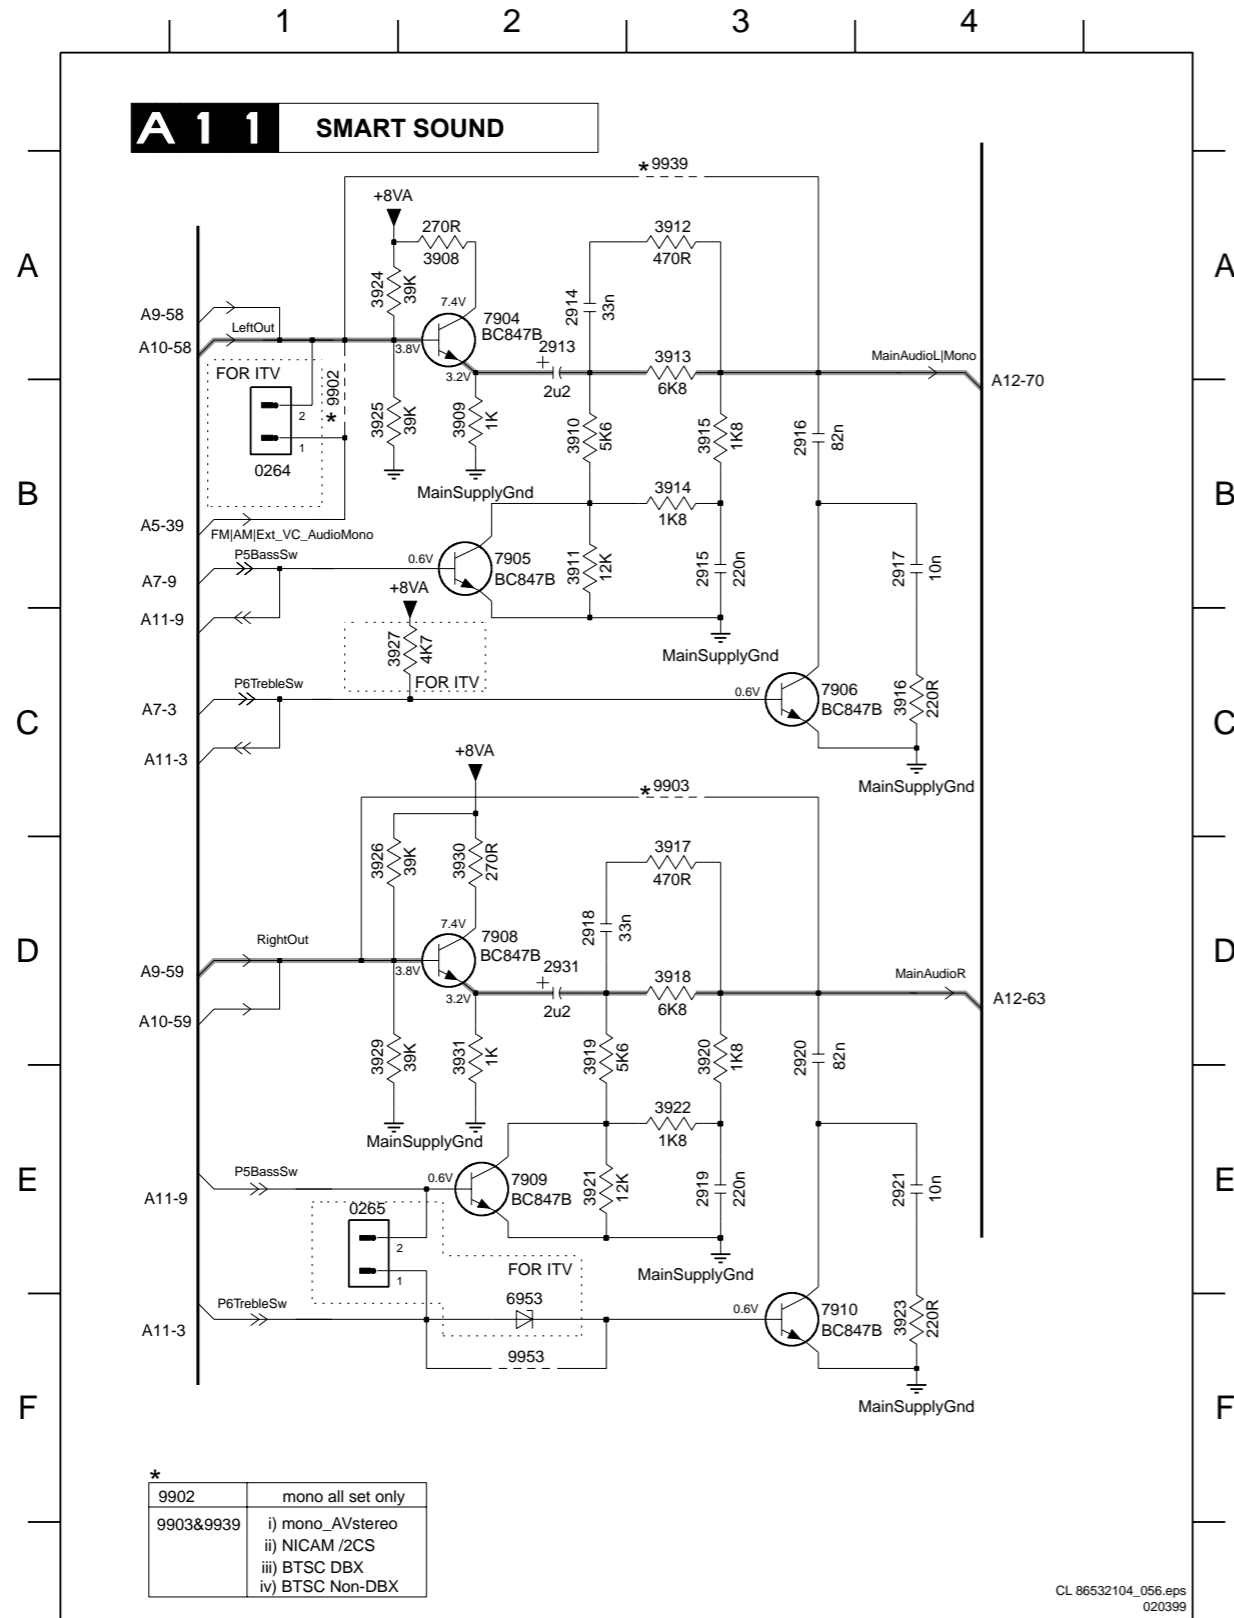 1 2 3 4
A11 SMART SOUND
* 9939
+8VA
270R
3908
3912
470R
A A
3924
39K
2914
33n
7.4V
A9-58
LeftOut
7904
BC847B
A10-58
3.8V
2913
+
2u2
3913
6K8
MainAudioL|Mono
A12-70
3.2V
FOR ITV
* 9902
2
1
0264
3925
39K
3909
1K
3910
5K6
3915
1K8
2916
82n
MainSupplyGnd
B B
3914
1K8
A5-39
FM|AM|Ext_VC_AudioMono
P5BassSw
0.6V
7905
BC847B
3911
12K
2915
220n
2917
10n
A7-9
+8VA
A11-9
3927
4K7
FOR ITV
MainSupplyGnd
P6TrebleSw
0.6V
7906
BC847B
3916
220R
A7-3
C C
A11-3
+8VA
MainSupplyGnd
* 9903
3926
39K
3930
270R
3917
470R
7.4V
2918
33n
D D
RightOut
7908
BC847B
A9-59
3.8V
2931
+
2u2
3918
6K8
MainAudioR
A12-63
3.2V
A10-59
3929
39K
3931
1K
3919
5K6
3920
1K8
2920
82n
MainSupplyGnd
3922
1K8
E E
P5BassSw
0.6V
7909
BC847B
3921
12K
2919
220n
2921
10n
A11-9
0265
2
1
FOR ITV
MainSupplyGnd
P6TrebleSw
6953
0.6V
7910
BC847B
3923
220R
A11-3
9953
MainSupplyGnd
F F
*
9902 mono all set only
9903&9939 i) mono_AVstereo
ii) NICAM /2CS
iii) BTSC DBX
iv) BTSC Non-DBX
CL 86532104_056.eps
020399